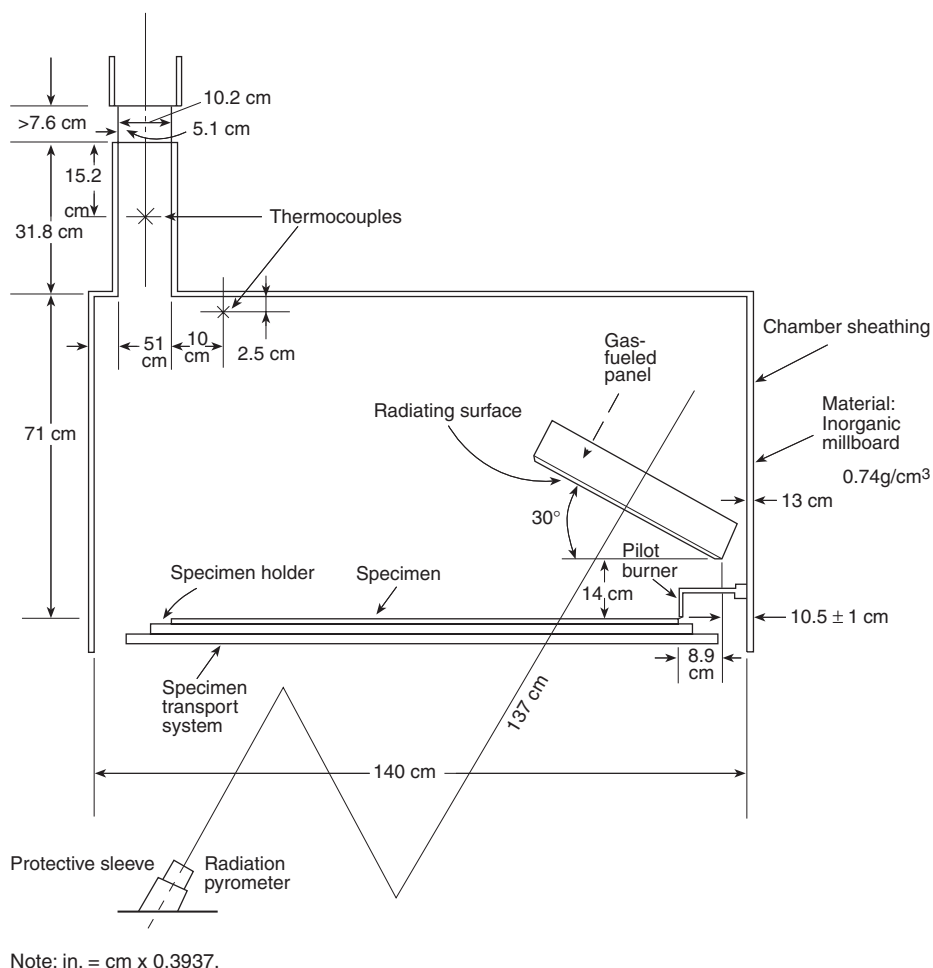 10.2 cm
>7.6 cm
5.1 cm
15.2
cm
31.8 cm
Thermocouples
51
cm
10
cm
2.5 cm
Gas-
fueled
panel
Chamber sheathing
Radiating surface
Material:
Inorganic
millboard
0.74g/cm3
71 cm
13 cm
30°
Pilot
burner
Specimen holder
Specimen
14 cm
10.5 ± 1 cm
8.9
cm
Specimen
transport
system
137 cm
140 cm
Protective sleeve
Radiation
pyrometer
Note: in. = cm x 0.3937.